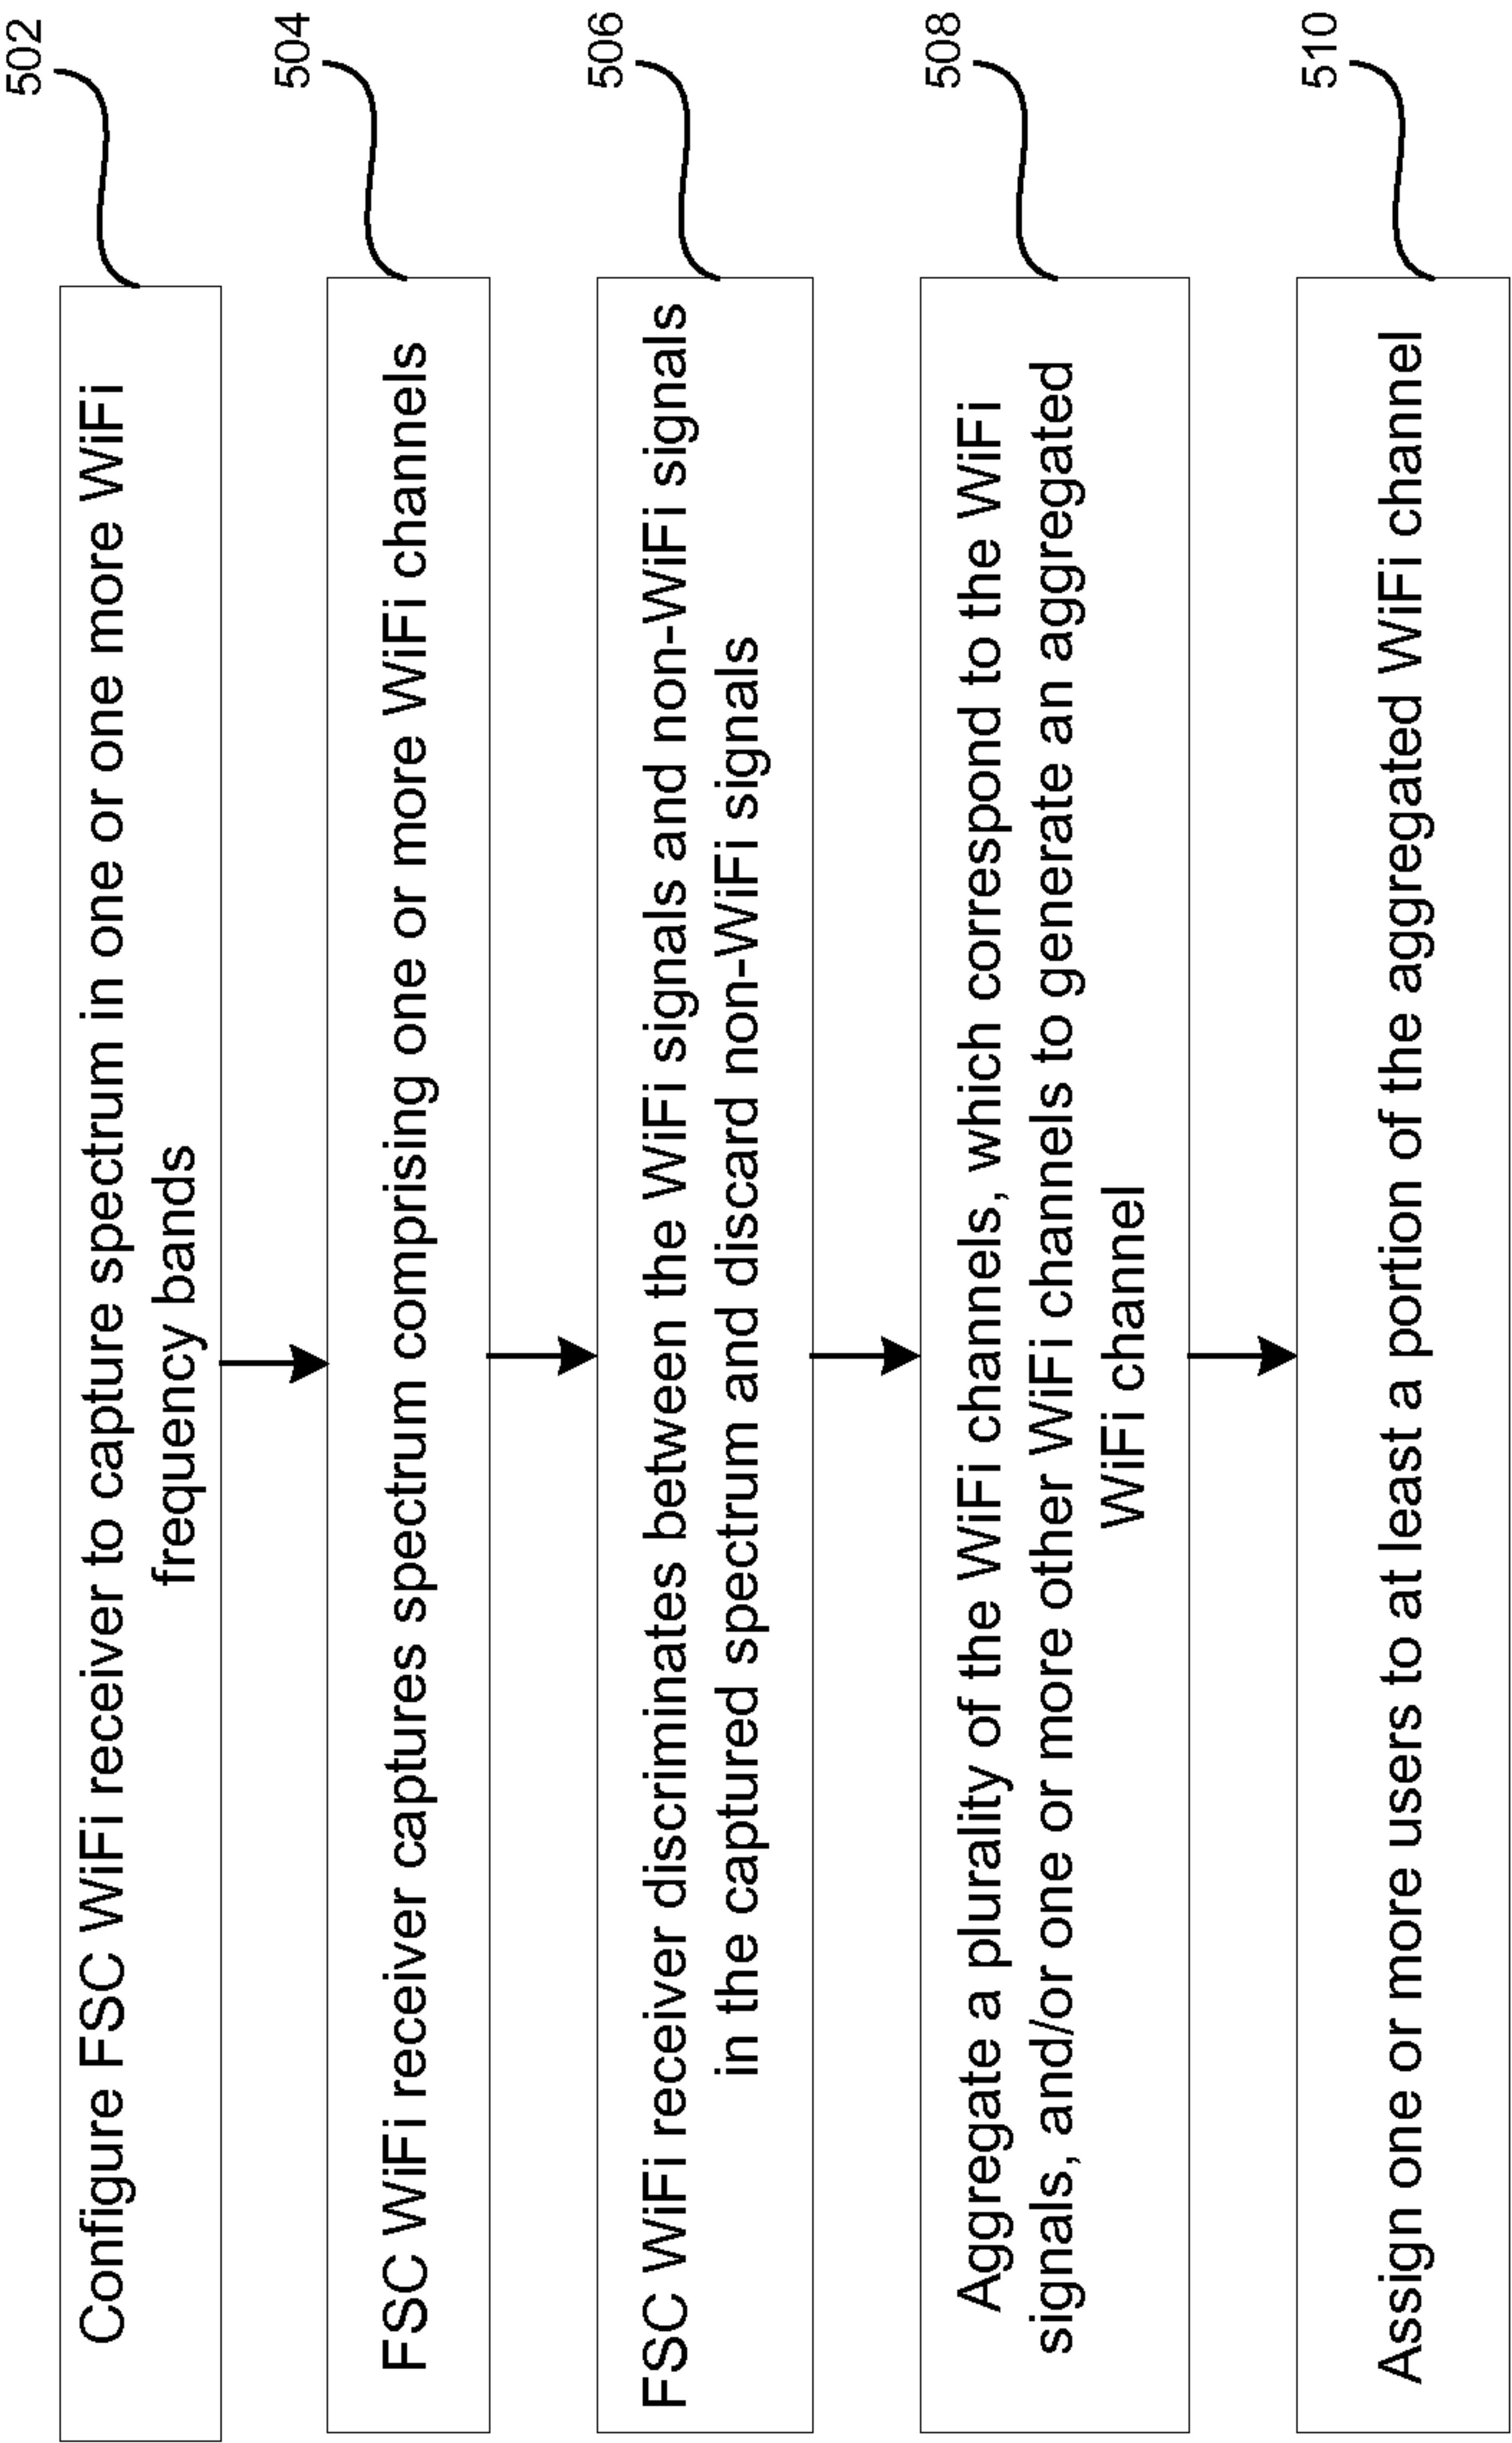 502
Configure FSC WiFi receiver to capture spectrum in one or one more WiFi
frequency bands
504
FSC WiFi receiver captures spectrum comprising one or more WiFi channels
506
FSC WiFi receiver discriminates between the WiFi signals and non-WiFi signals
in the captured spectrum and discard non-WiFi signals
508
Aggregate a plurality of the WiFi channels, which correspond to the WiFi
signals, and/or one or more other WiFi channels to generate an aggregated
WiFi channel
510
Assign one or more users to at least a portion of the aggregated WiFi channel